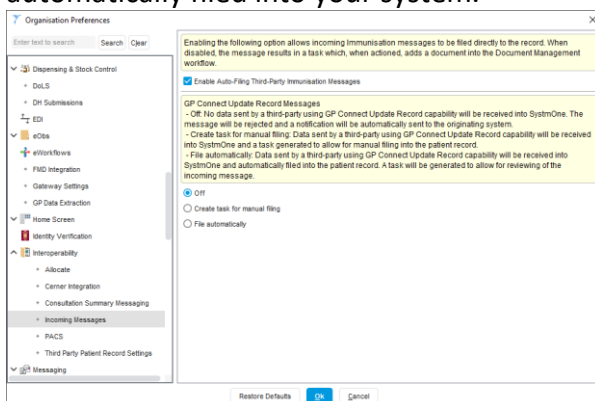 automatically filed into your system.
Organisation Preferences
Enter text to search Search Clear
Dispensing & Stock Control
DoLS
DH Submissions
EDI
eObs
eWorkflows
FMD Integration
Gateway Settings
GP Data Extraction
Home Screen
Identity Verification
Interoperability
Allocate
Cerner Integration
Consultation Summary Messaging
Incoming Messages
PACS
Third Party Patient Record Settings
Messaging
Enabling the following option allows incoming Immunisation messages to be filed directly to the record. When
disabled, the message results in a task which, when actioned, adds a document into the Document Management
workflow.
Enable Auto-Filing Third-Party Immunisation Messages
GP Connect Update Record Messages
- Off: No data sent by a third-party using GP Connect Update Record capability will be received into SystmOne. The
message will be rejected and a notification will be automatically sent to the originating system.
- Create task for manual filing: Data sent by a third-party using GP Connect Update Record capability will be received
into SystmOne and a task generated to allow for manual filing into the patient record.
- File automatically: Data sent by a third-party using GP Connect Update Record capability will be received into
SystmOne and automatically filed into the patient record. A task will be generated to allow for reviewing of the
incoming message.
Off
Create task for manual filing
File automatically
Restore Defaults Ok Cancel